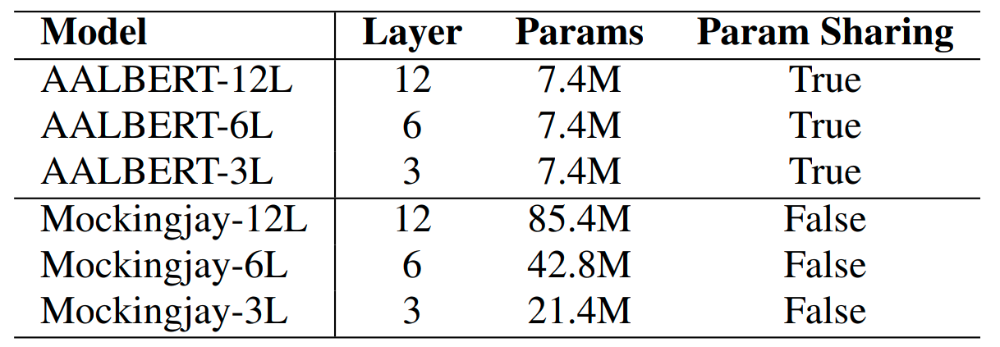 Model Layer Params Param Sharing
AALBERT-12L 12 7.4M True
AALBERT-6L 6 7.4M True
AALBERT-3L 3 7.4M True
Mockingjay-12L 12 85.4M False
Mockingjay-6L 6 42.8M False
Mockingjay-3L 3 21.4M False